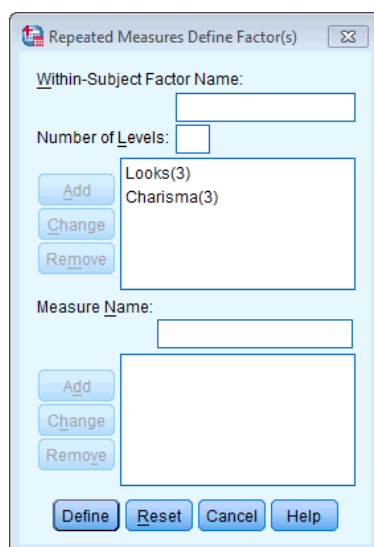 Repeated Measures Define Factor(s)
Within-Subject Factor Name:
Number of Levels:
Add
Change
Remove
Looks(3)
Charisma(3)
Measure Name:
Add
Change
Remove
Define Reset Cancel Help